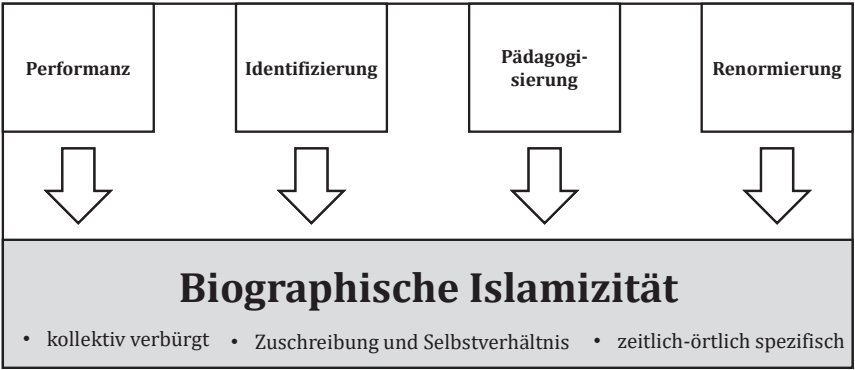 Performanz
Identifizierung
Pädagogi-
sierung
Renormierung
Biographische Islamizität
• kollektiv verbürgt • Zuschreibung und Selbstverhältnis • zeitlich-örtlich spezifisch